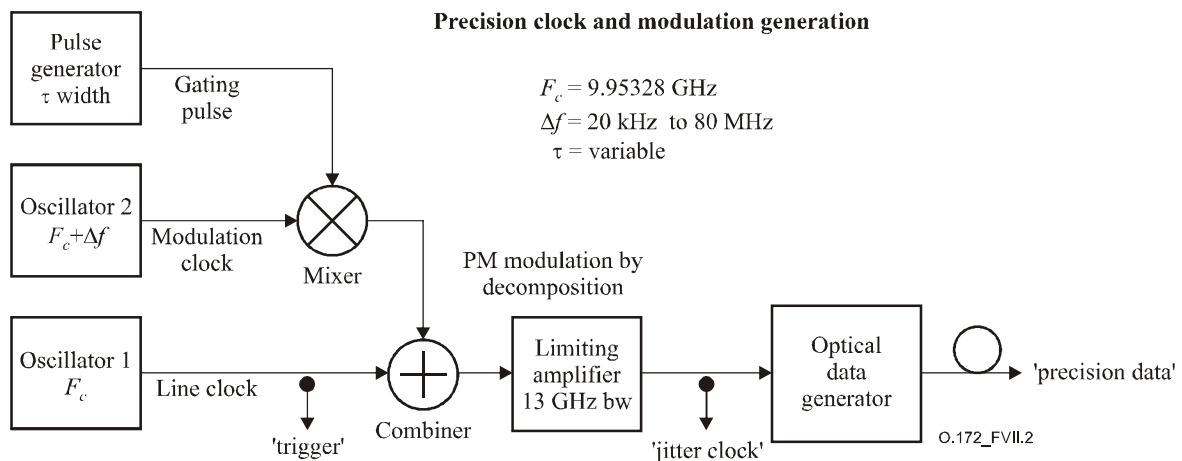 Precision clock and modulation generation
Pulse
generator
τ width
Gating
pulse
F_c = 9.95328 GHz
Δf = 20 kHz to 80 MHz
τ = variable
Oscillator 2
F_c+Δf
Modulation
clock
Mixer
PM modulation by
decomposition
Oscillator 1
F_c
Line clock
'trigger'
Combiner
Limiting
amplifier
13 GHz bw
'jitter clock'
Optical
data
generator
'precision data'
O.172_FVII.2